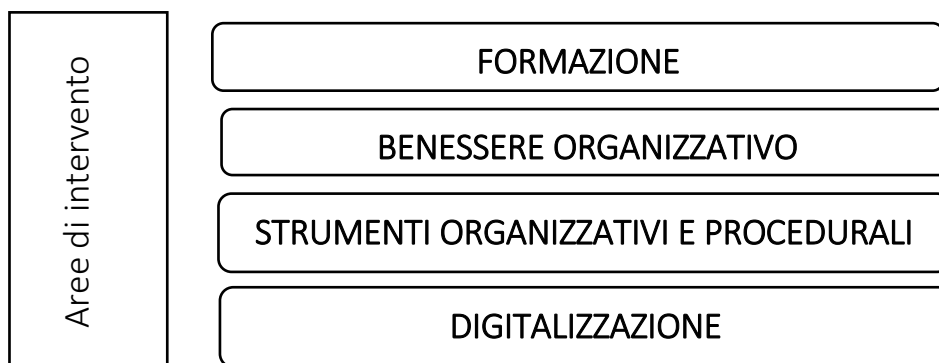 Aree di intervento
FORMAZIONE
BENESSERE ORGANIZZATIVO
STRUMENTI ORGANIZZATIVI E PROCEDURALI
DIGITALIZZAZIONE